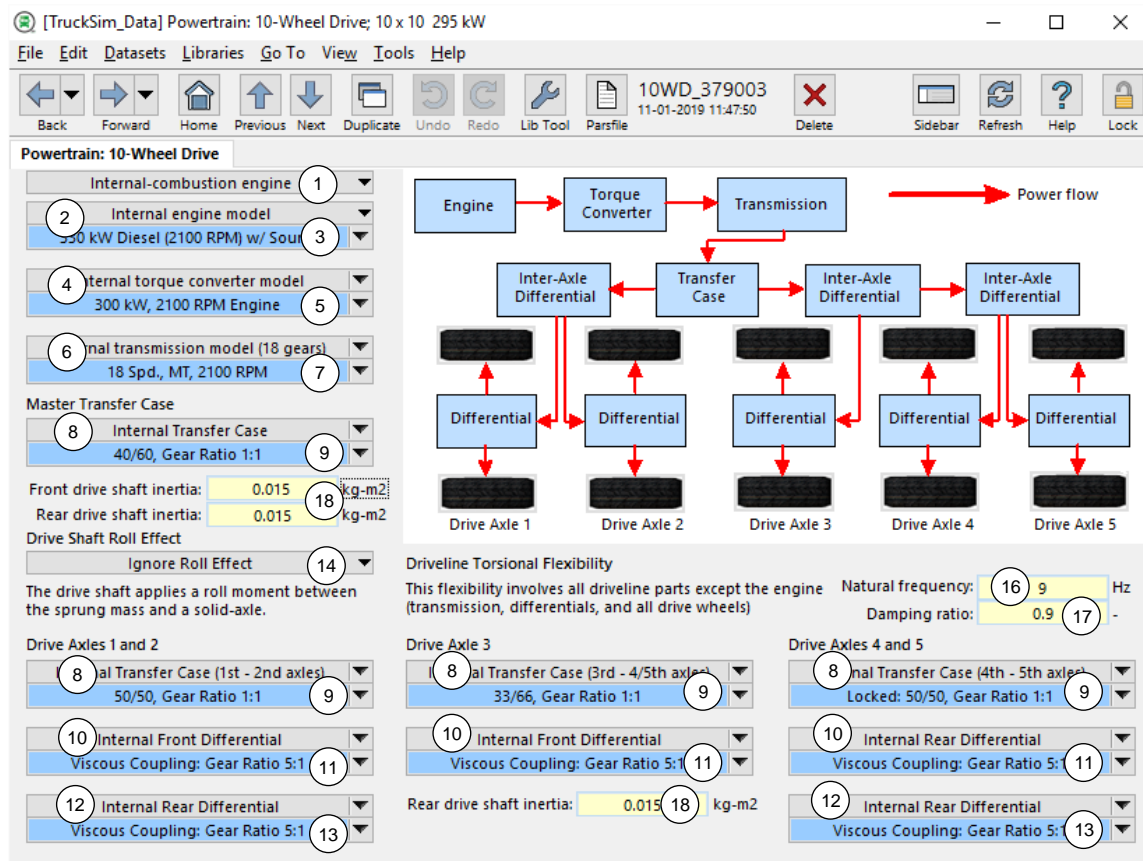 [TruckSim_Data] Powertrain: 10-Wheel Drive; 10 x 10 295 kW
File Edit Datasets Libraries Go To View Tools Help
Back Forward Home Previous Next Duplicate Undo Redo Lib Tool Parsfile
10WD_379003
11-01-2019 11:47:50
Delete Sidebar Refresh Help Lock
Powertrain: 10-Wheel Drive
Internal-combustion engine 1
2 Internal engine model
kW Diesel (2100 RPM) w/ 3
4 torque converter model
300 kW, 2100 RPM Engine 5
6 transmission model (18 gears)
18 Spd., MT, 2100 RPM 7
Master Transfer Case
8 Internal Transfer Case
40/60, Gear Ratio 1:1 9
Front drive shaft inertia: 0.015 kg-m2
18
Rear drive shaft inertia: 0.015 kg-m2
Drive Shaft Roll Effect
Ignore Roll Effect 14
The drive shaft applies a roll moment between
the sprung mass and a solid-axle.
Engine
Torque
Converter
Transmission
Power flow
Inter-Axle
Differential
Transfer
Case
Inter-Axle
Differential
Inter-Axle
Differential
Differential Differential Differential Differential Differential
Drive Axle 1 Drive Axle 2 Drive Axle 3 Drive Axle 4 Drive Axle 5
Driveline Torsional Flexibility
This flexibility involves all driveline parts except the engine
(transmission, differentials, and all drive wheels)
Natural frequency: 16 9 Hz
Damping ratio: 0.9 17 -
Drive Axles 1 and 2
8 Transfer Case (1st - 2nd axles)
50/50, Gear Ratio 1:1 9
10 Internal Front Differential
Viscous Coupling: Gear Ratio 5:1 11
12 Internal Rear Differential
Viscous Coupling: Gear Ratio 5:1 13
Drive Axle 3
8 Transfer Case (3rd - 4/5th axles)
33/66, Gear Ratio 1:1 9
10 Internal Front Differential
Viscous Coupling: Gear Ratio 5:1 11
Rear drive shaft inertia: 0.015 18 kg-m2
Drive Axles 4 and 5
8 Transfer Case (4th - 5th axles)
Locked: 50/50, Gear Ratio 1:1 9
10 Internal Rear Differential
Viscous Coupling: Gear Ratio 5:1 11
12 Internal Rear Differential
Viscous Coupling: Gear Ratio 5:1 13